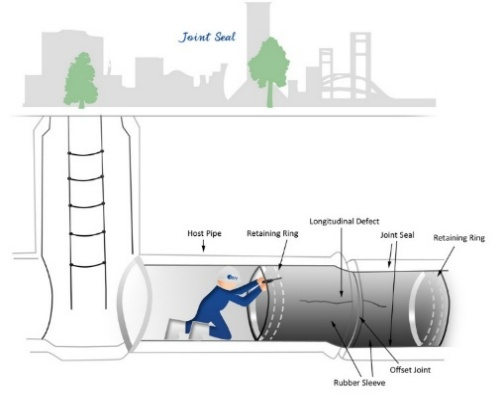 Joint Seal
Longitudinal Defect
Host Pipe
Retaining Ring
Joint Seal
Retaining Ring
Offset Joint
Rubber Sleeve